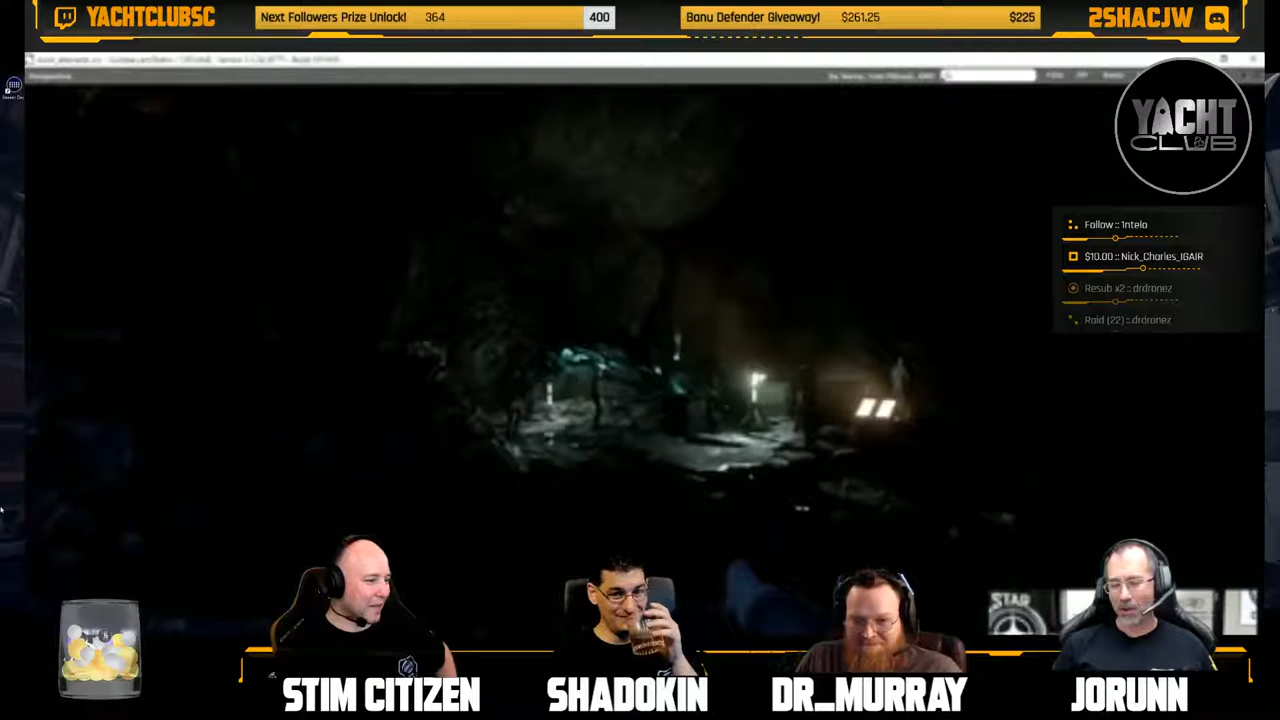 YACHTCLUBSC
Next Followers Prize Unlock! 364 400
Banu Defender Giveaway! $261.25 $225
2SHACJW
YACHT
CLUB
Follow :: 1ntelo
$10.00 :: Nick_Charles_IGAIR
Resub x2 :: drdronez
Raid (22) :: drdronez
STAR
STIM CITIZEN
SHADOKIN
DR_MURRAY
JORUNN